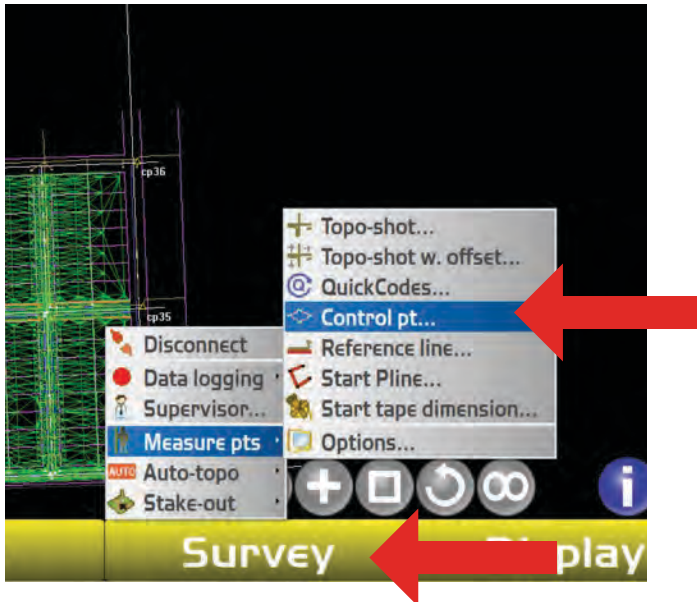 cp36
cp35
Topo-shot...
Topo-shot w. offset...
QuickCodes...
Control pt...
Reference line...
Start Pline...
Start tape dimension...
Options...
Disconnect
Data logging
Supervisor...
Measure pts
AUTO Auto-topo
Stake-out
Survey
play